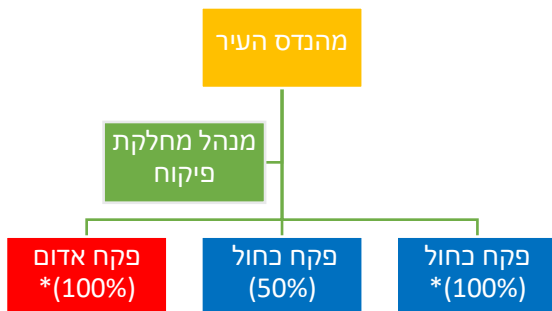 מהנדס העיר
מנהל מחלקת
פיקוח
פקח כחול
(100%)*
פקח כחול
(50%)
פקח אדום
(100%)*